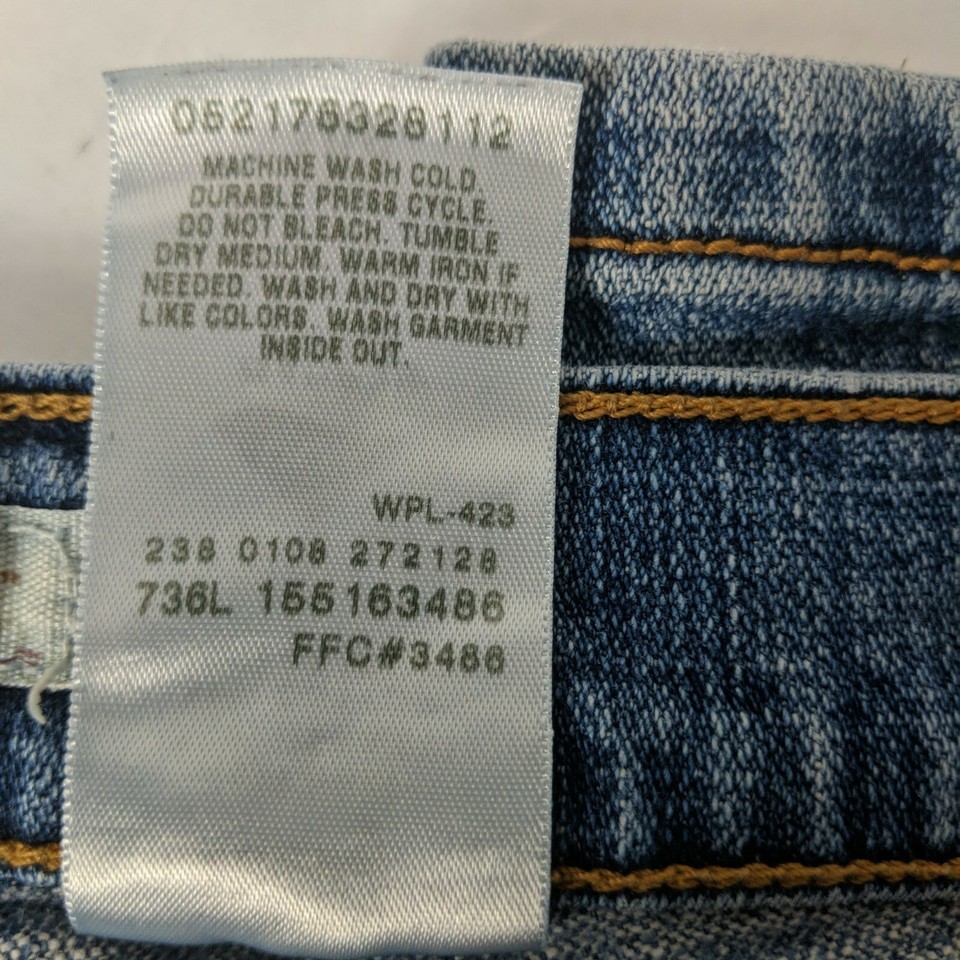 052176328112
MACHINE WASH COLD.
DURABLE PRESS CYCLE.
DO NOT BLEACH. TUMBLE
DRY MEDIUM. WARM IRON IF
NEEDED. WASH AND DRY WITH
LIKE COLORS. WASH GARMENT
INSIDE OUT.
WPL-423
238 0108 272128
736L 155163486
FFC#3486